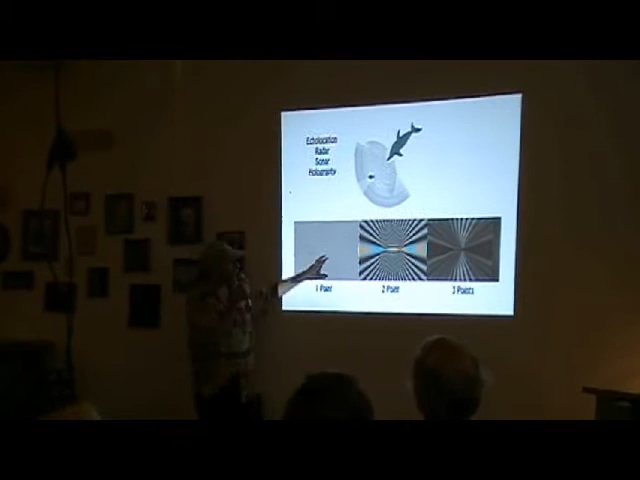 Echolocation
Radar
Sonar
Holography
1 Point
2 Point
3 Points